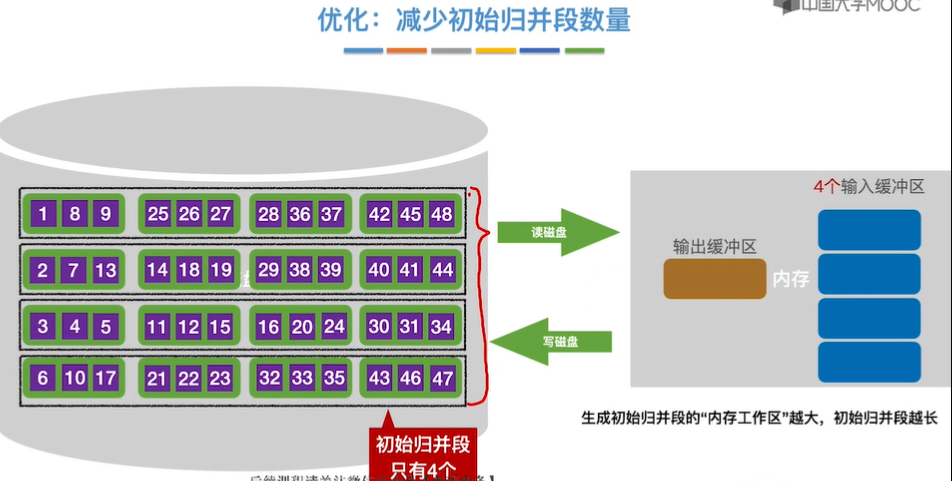 优化：减少初始归并段数量
中国大学MOOC
4个输入缓冲区
1 8 9 25 26 27 28 36 37 42 45 48
读磁盘
输出缓冲区
2 7 13 14 18 19 29 38 39 40 41 44
内存
3 4 5 11 12 15 16 20 24 30 31 34
写磁盘
6 10 17 21 22 23 32 33 35 43 46 47
生成初始归并段的“内存工作区”越大，初始归并段越长
初始归并段
只有4个